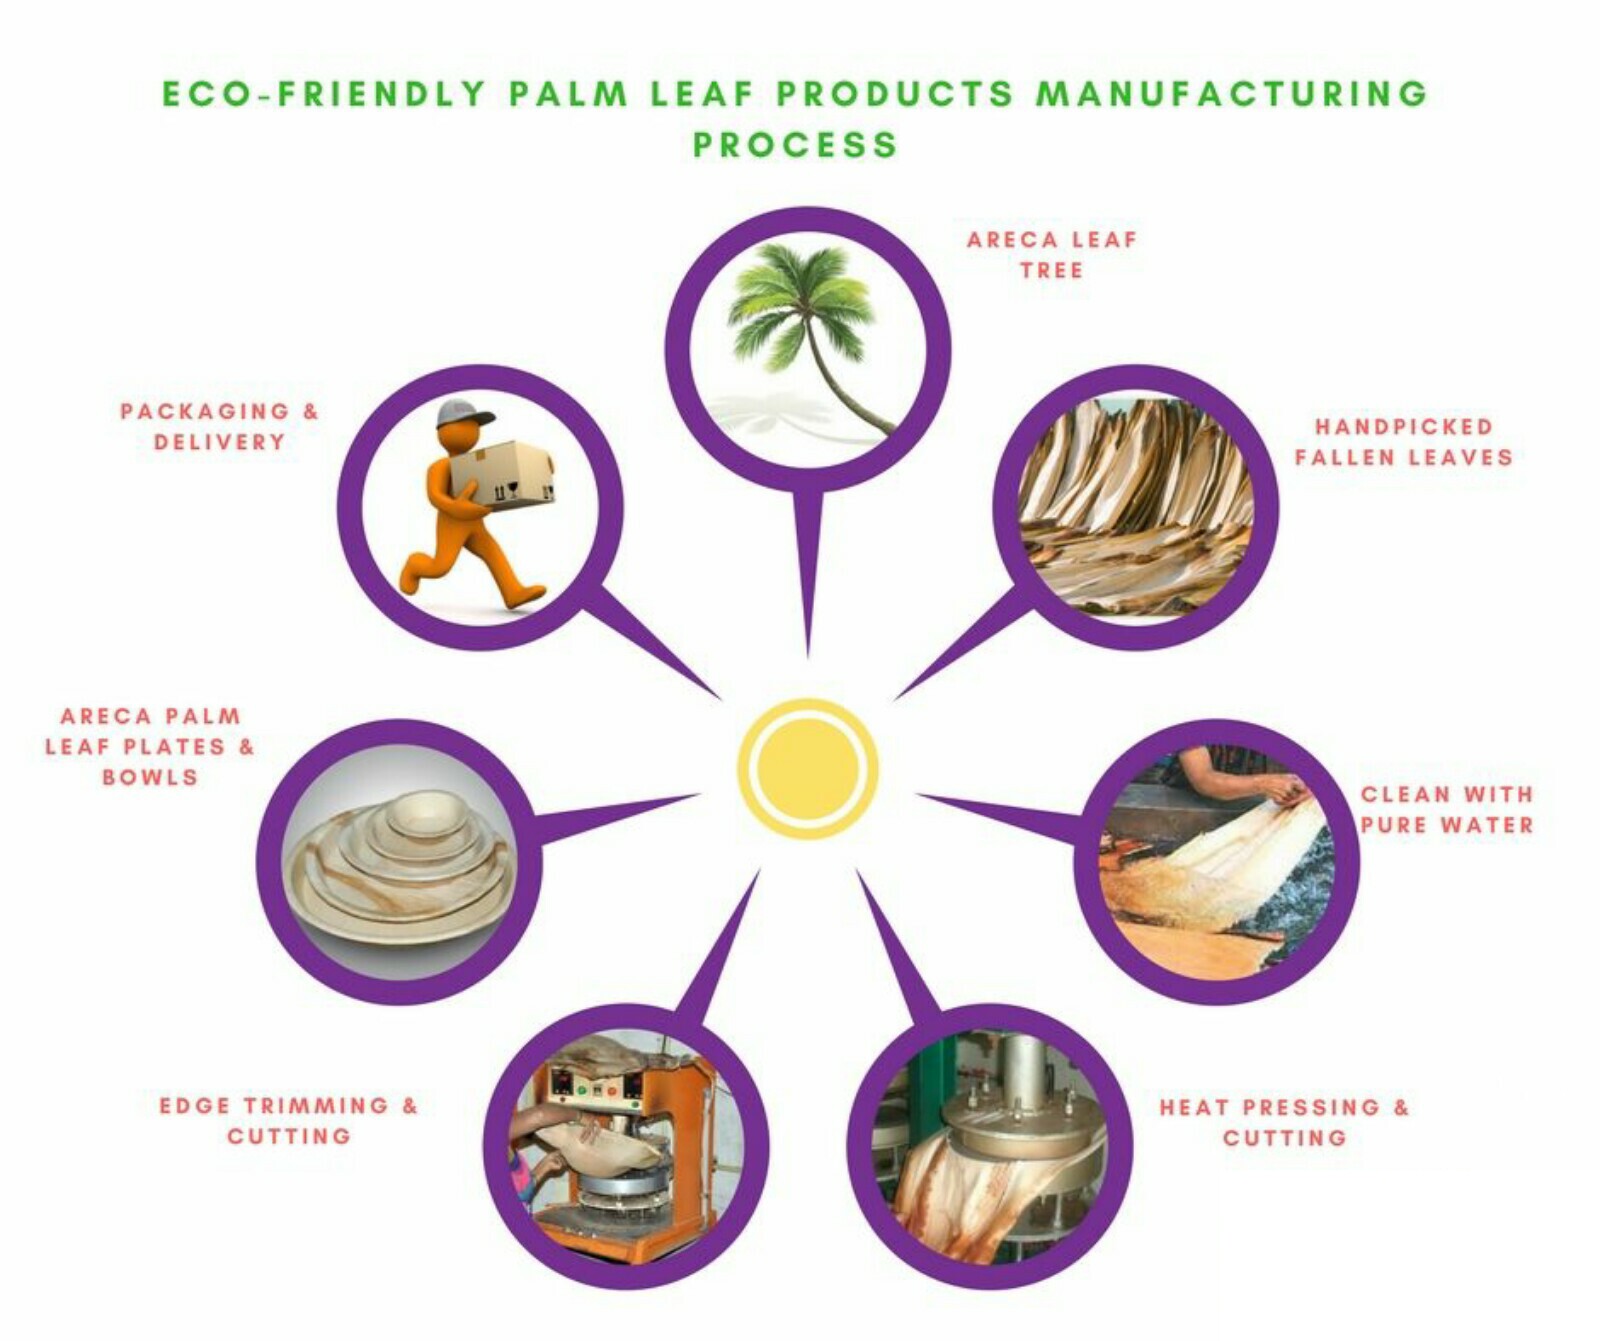 ECO-FRIENDLY PALM LEAF PRODUCTS MANUFACTURING
PROCESS
ARECA LEAF
TREE
HANDPICKED
FALLEN LEAVES
CLEAN WITH
PURE WATER
HEAT PRESSING &
CUTTING
EDGE TRIMMING &
CUTTING
ARECA PALM
LEAF PLATES &
BOWLS
PACKAGING &
DELIVERY